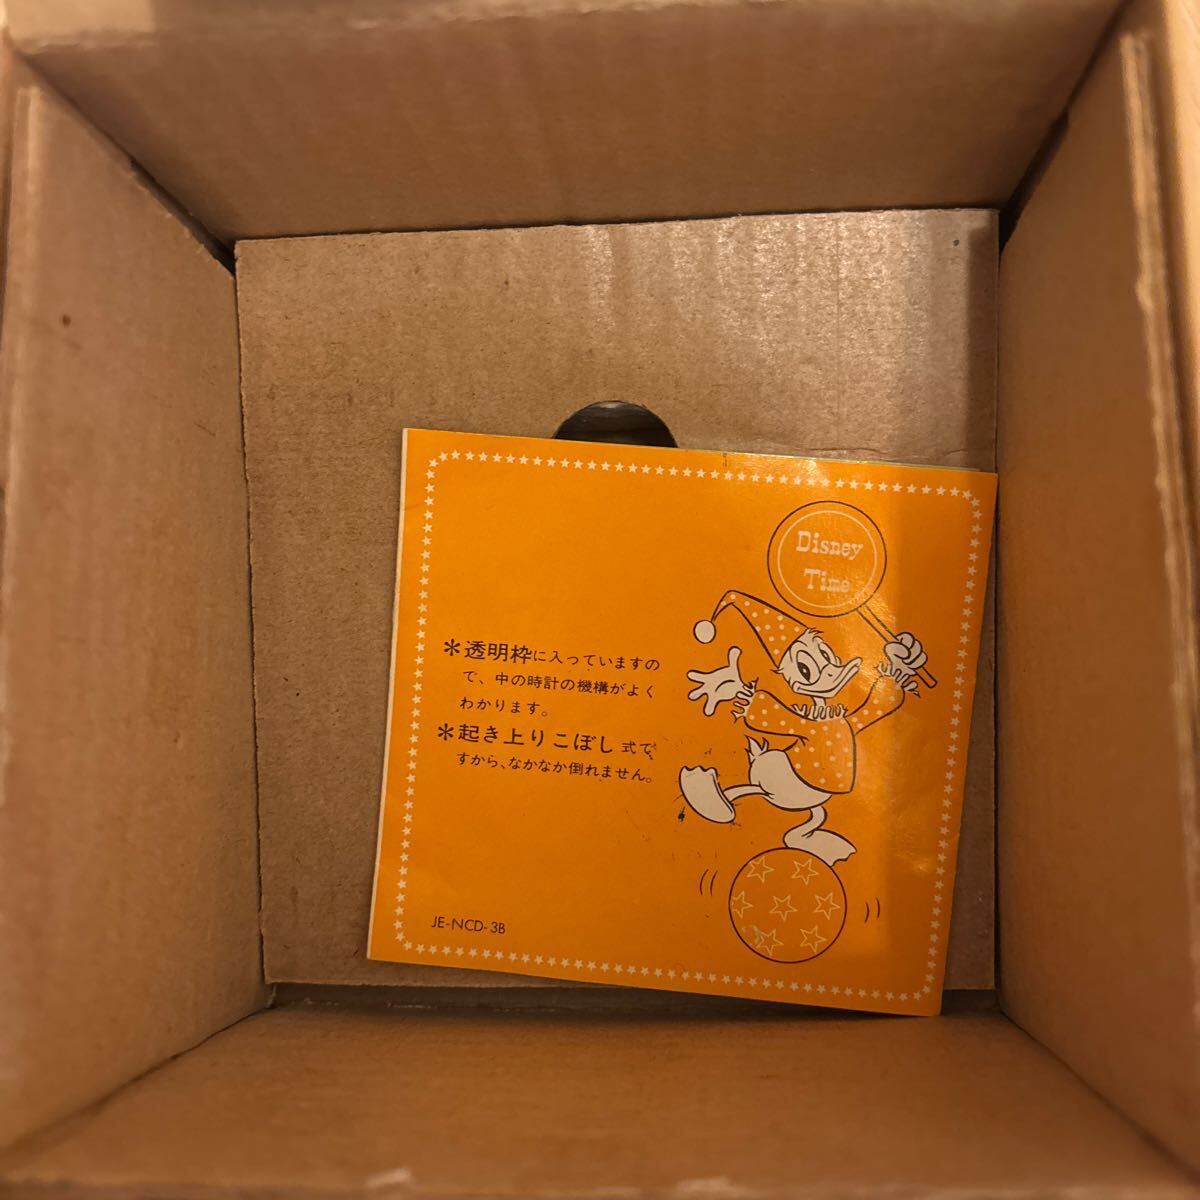 Disney
Time
＊透明枠に入っていますの
で、中の時計の機構がよく
わかります。
＊起き上りこぼし式で
すから、なかなか倒れません。
JE-NCD-3B